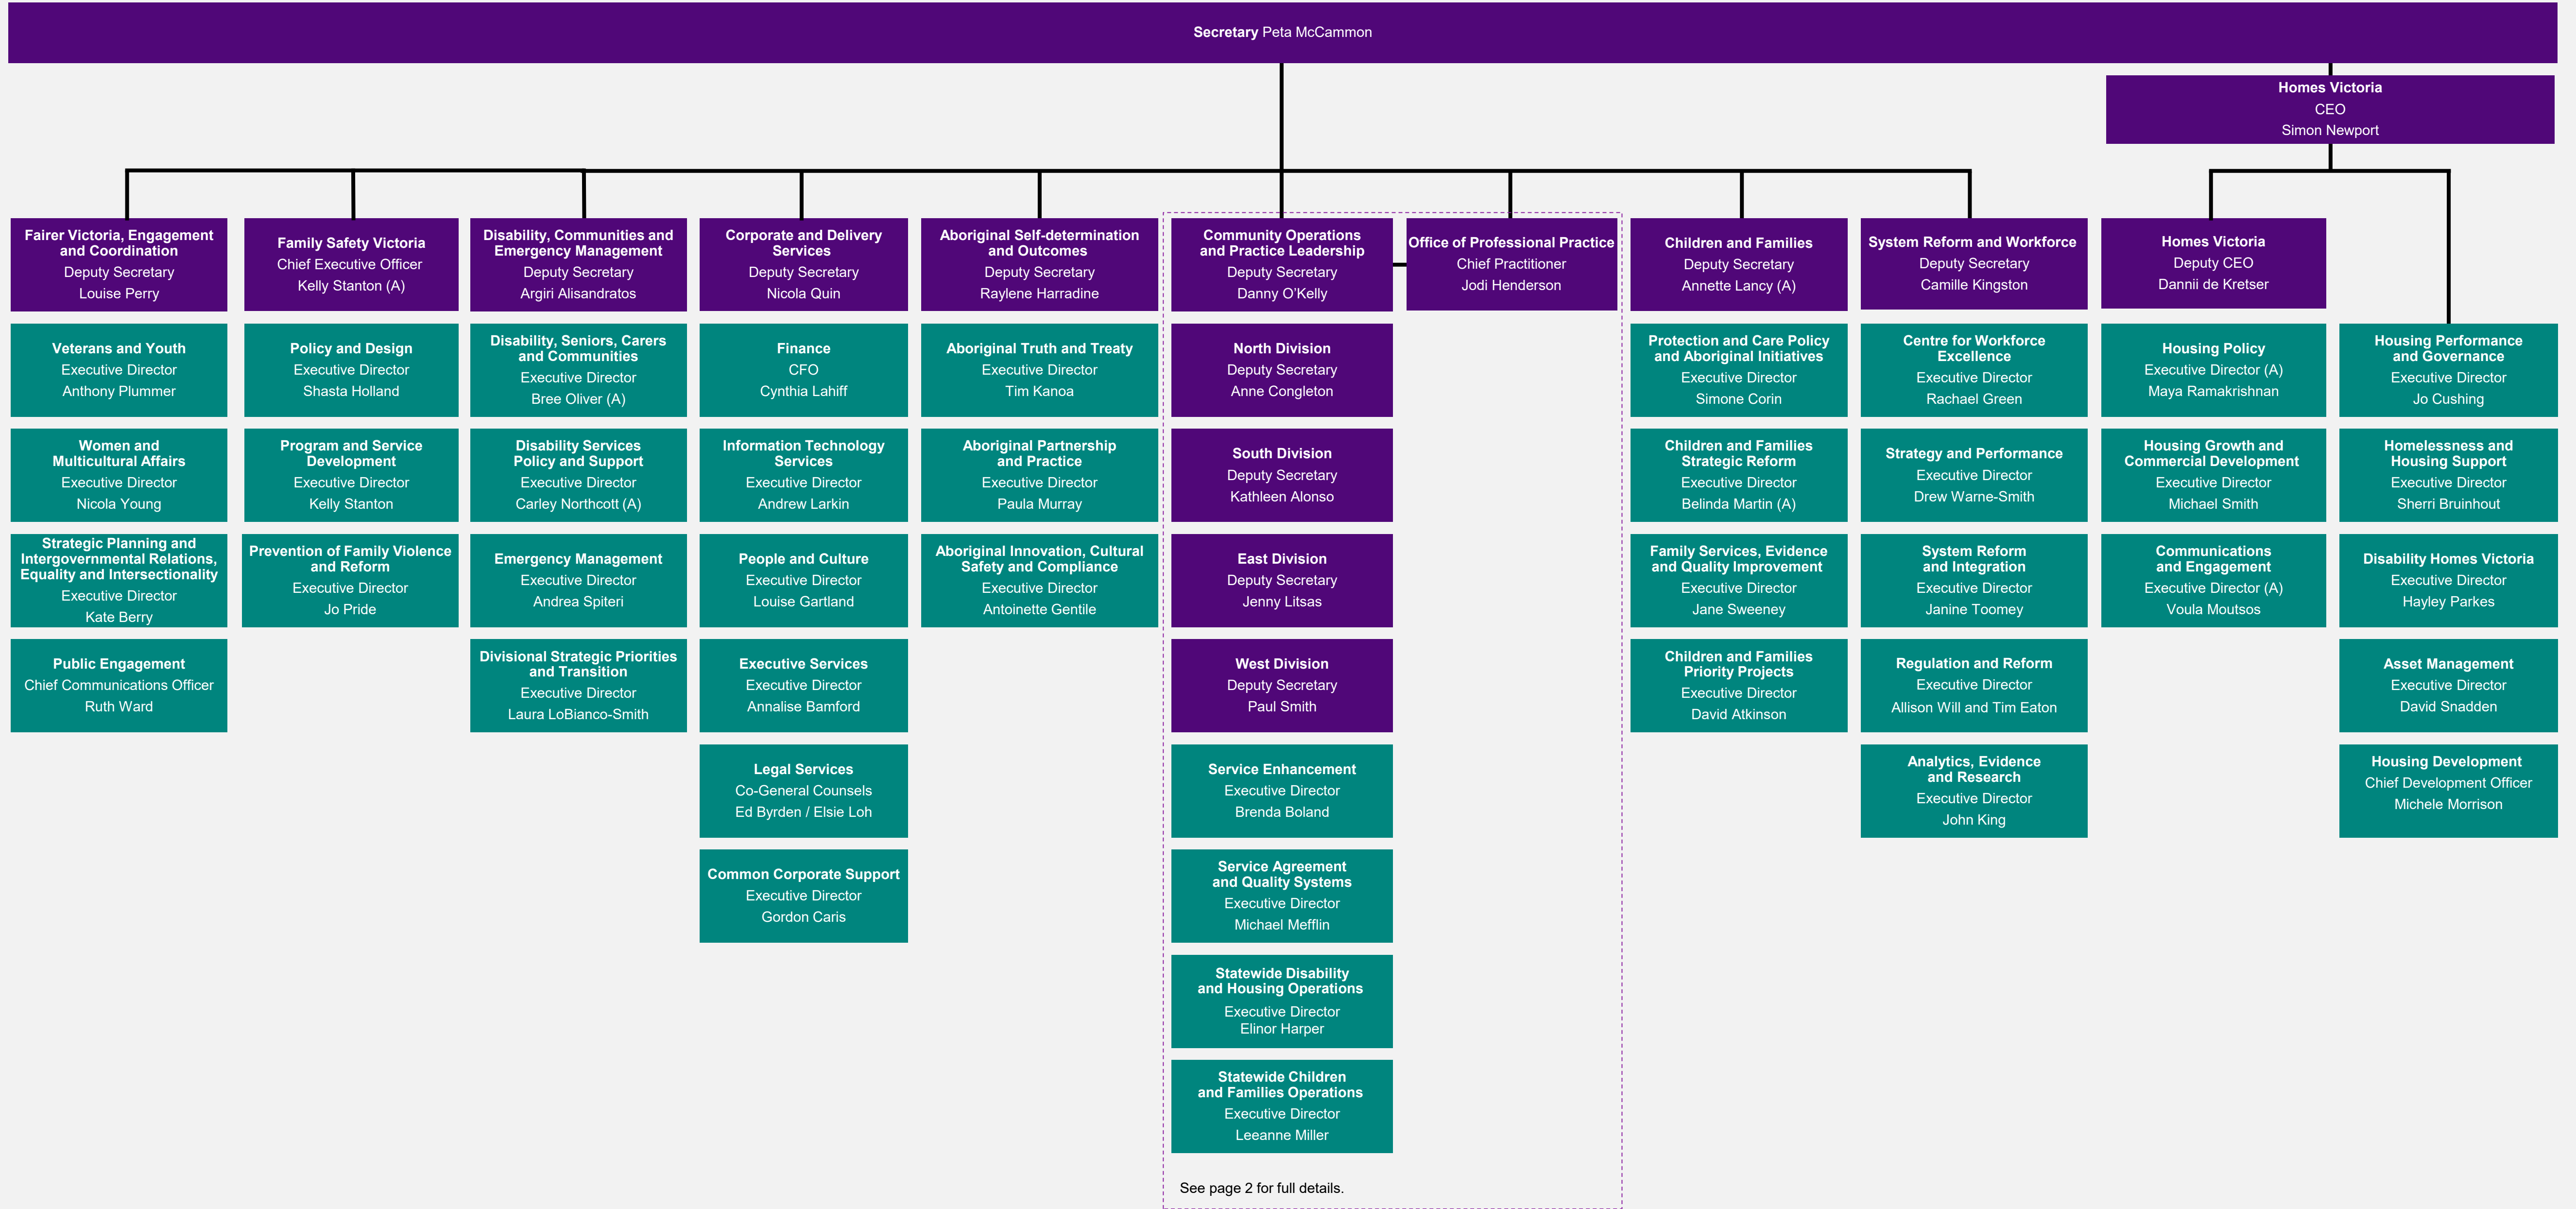 Secretary Peta McCammon
Homes Victoria
CEO
Simon Newport
Fairer Victoria, Engagement
and Coordination
Deputy Secretary
Louise Perry
Veterans and Youth
Executive Director
Anthony Plummer
Women and
Multicultural Affairs
Executive Director
Nicola Young
Strategic Planning and
Intergovernmental Relations,
Equality and Intersectionality
Executive Director
Kate Berry
Public Engagement
Chief Communications Officer
Ruth Ward
Family Safety Victoria
Chief Executive Officer
Kelly Stanton (A)
Policy and Design
Executive Director
Shasta Holland
Program and Service
Development
Executive Director
Kelly Stanton
Prevention of Family Violence
and Reform
Executive Director
Jo Pride
Disability, Communities and
Emergency Management
Deputy Secretary
Argiri Alisandratos
Disability, Seniors, Carers
and Communities
Executive Director
Bree Oliver (A)
Disability Services
Policy and Support
Executive Director
Carley Northcott (A)
Emergency Management
Executive Director
Andrea Spiteri
Divisional Strategic Priorities
and Transition
Executive Director
Laura LoBianco-Smith
Corporate and Delivery
Services
Deputy Secretary
Nicola Quin
Finance
CFO
Cynthia Lahiff
Information Technology
Services
Executive Director
Andrew Larkin
People and Culture
Executive Director
Louise Gartland
Executive Services
Executive Director
Annalise Bamford
Legal Services
Co-General Counsels
Ed Byrden / Elsie Loh
Common Corporate Support
Executive Director
Gordon Caris
Aboriginal Self-determination
and Outcomes
Deputy Secretary
Raylene Harradine
Aboriginal Truth and Treaty
Executive Director
Tim Kanoa
Aboriginal Partnership
and Practice
Executive Director
Paula Murray
Aboriginal Innovation, Cultural
Safety and Compliance
Executive Director
Antoinette Gentile
Community Operations
and Practice Leadership
Deputy Secretary
Danny O’Kelly
North Division
Deputy Secretary
Anne Congleton
South Division
Deputy Secretary
Kathleen Alonso
East Division
Deputy Secretary
Jenny Litsas
West Division
Deputy Secretary
Paul Smith
Service Enhancement
Executive Director
Brenda Boland
Service Agreement
and Quality Systems
Executive Director
Michael Mefflin
Statewide Disability
and Housing Operations
Executive Director
Elinor Harper
Statewide Children
and Families Operations
Executive Director
Leeanne Miller
See page 2 for full details.
Office of Professional Practice
Chief Practitioner
Jodi Henderson
Children and Families
Deputy Secretary
Annette Lancy (A)
Protection and Care Policy
and Aboriginal Initiatives
Executive Director
Simone Corin
Children and Families
Strategic Reform
Executive Director
Belinda Martin (A)
Family Services, Evidence
and Quality Improvement
Executive Director
Jane Sweeney
Children and Families
Priority Projects
Executive Director
David Atkinson
System Reform and Workforce
Deputy Secretary
Camille Kingston
Centre for Workforce
Excellence
Executive Director
Rachael Green
Strategy and Performance
Executive Director
Drew Warne-Smith
System Reform
and Integration
Executive Director
Janine Toomey
Regulation and Reform
Executive Director
Allison Will and Tim Eaton
Analytics, Evidence
and Research
Executive Director
John King
Homes Victoria
Deputy CEO
Dannii de Kretser
Housing Policy
Executive Director (A)
Maya Ramakrishnan
Housing Growth and
Commercial Development
Executive Director
Michael Smith
Communications
and Engagement
Executive Director (A)
Voula Moutsos
Housing Performance
and Governance
Executive Director
Jo Cushing
Homelessness and
Housing Support
Executive Director
Sherri Bruinhout
Disability Homes Victoria
Executive Director
Hayley Parkes
Asset Management
Executive Director
David Snadden
Housing Development
Chief Development Officer
Michele Morrison